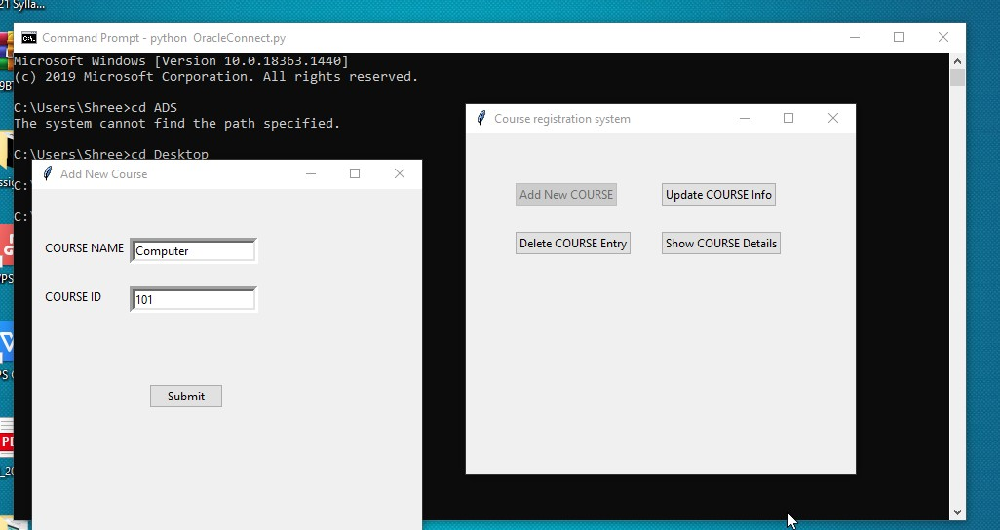 21 Sylla...
Command Prompt - python  OracleConnect.py
Microsoft Windows [Version 10.0.18363.1440]
(c) 2019 Microsoft Corporation. All rights reserved.
C:\Users\Shree>cd ADS
The system cannot find the path specified.
C:\Users\Shree>cd Desktop
C:\
C:\
Course registration system
Add New COURSE
Update COURSE Info
Delete COURSE Entry
Show COURSE Details
Add New Course
COURSE NAME
Computer
COURSE ID
101
Submit